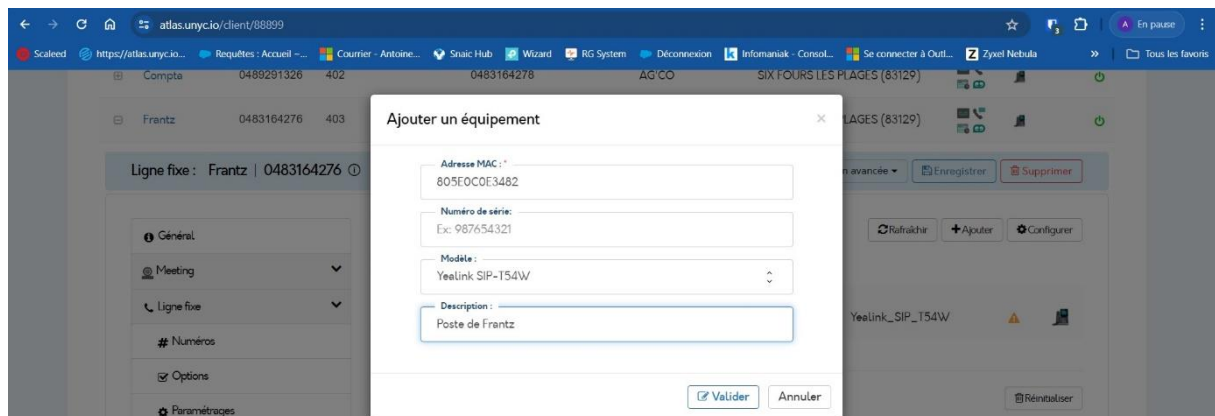 atlas.unyc.io/client/88899 A En pause
Scaleed https://atlas.unyc.io... Requêtes : Accueil –... Courrier - Antoine... Snaic Hub Wizard RG System Déconnexion Infomaniak - Consol... Se connecter à Outl... Zyxel Nebula » Tous les favoris
Compta 0489291326 402 0483164278 AG'CO SIX FOURS LES PLAGES (83129)
Frantz 0483164276 403 LAGES (83129)
Ajouter un équipement ×
Ligne fixe : Frantz | 0483164276 n avancée Enregistrer Supprimer
Adresse MAC : *
805E0C0E3482
Numéro de série:
Ex: 987654321
Général Rafraîchir Ajouter Configurer
Modèle :
Meeting Yealink SIP-T54W
Ligne fixe
Description :
Poste de Frantz Yealink_SIP_T54W
# Numéros
Options
Valider Annuler Réinitialiser
Paramétrages